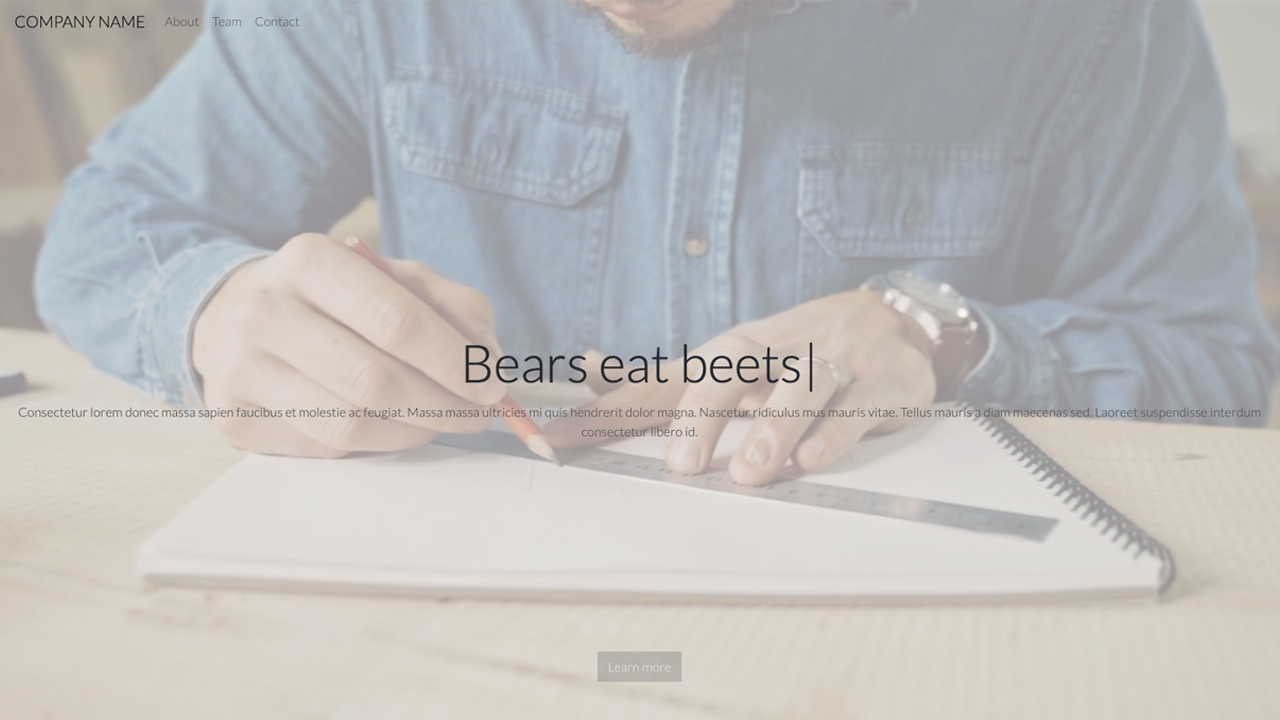 COMPANY NAME About Team Contact
Bears eat beets|
Consectetur lorem donec massa sapien faucibus et molestie ac feugiat. Massa massa ultricies mi quis hendrerit dolor magna. Nascetur ridiculus mus mauris vitae. Tellus mauris a diam maecenas sed. Laoreet suspendisse interdum
consectetur libero id.
Learn more